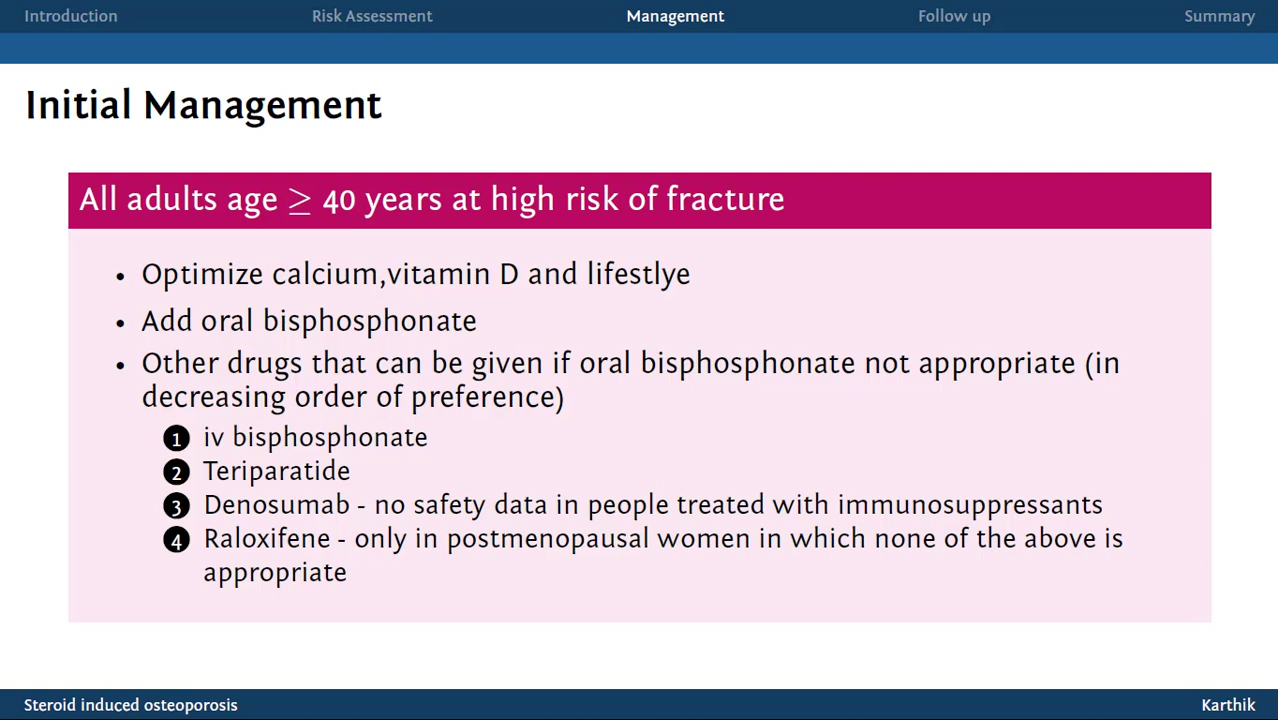 Introduction Risk Assessment Management Follow up Summary
Initial Management
All adults age ≥ 40 years at high risk of fracture
• Optimize calcium,vitamin D and lifestlye
• Add oral bisphosphonate
• Other drugs that can be given if oral bisphosphonate not appropriate (in
decreasing order of preference)
1 iv bisphosphonate
2 Teriparatide
3 Denosumab - no safety data in people treated with immunosuppressants
4 Raloxifene - only in postmenopausal women in which none of the above is
appropriate
Steroid induced osteoporosis Karthik